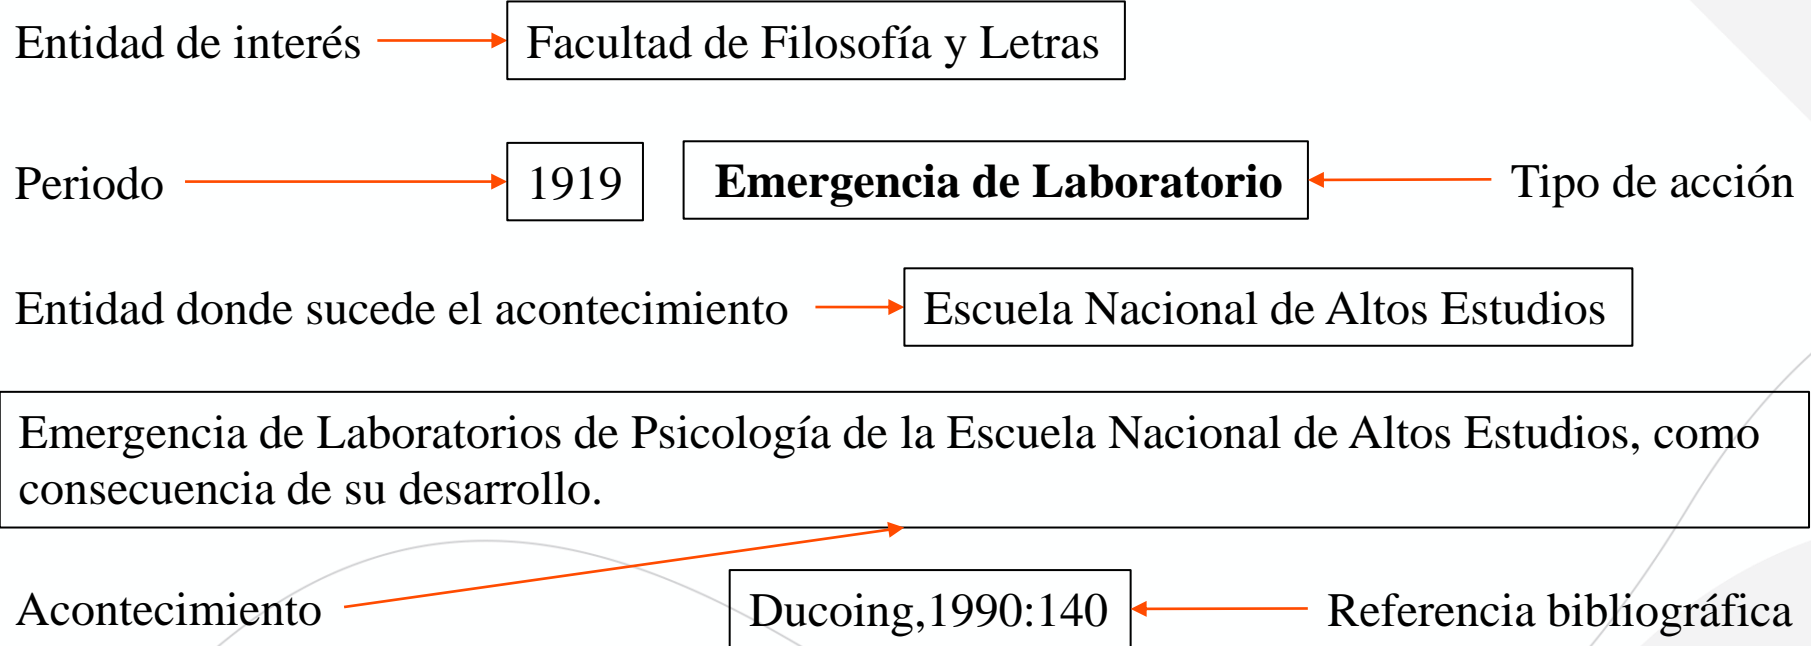 Entidad de interés Facultad de Filosofía y Letras
Periodo 1919 Emergencia de Laboratorio Tipo de acción
Entidad donde sucede el acontecimiento Escuela Nacional de Altos Estudios
Emergencia de Laboratorios de Psicología de la Escuela Nacional de Altos Estudios, como
consecuencia de su desarrollo.
Acontecimiento Ducoing,1990:140 Referencia bibliográfica